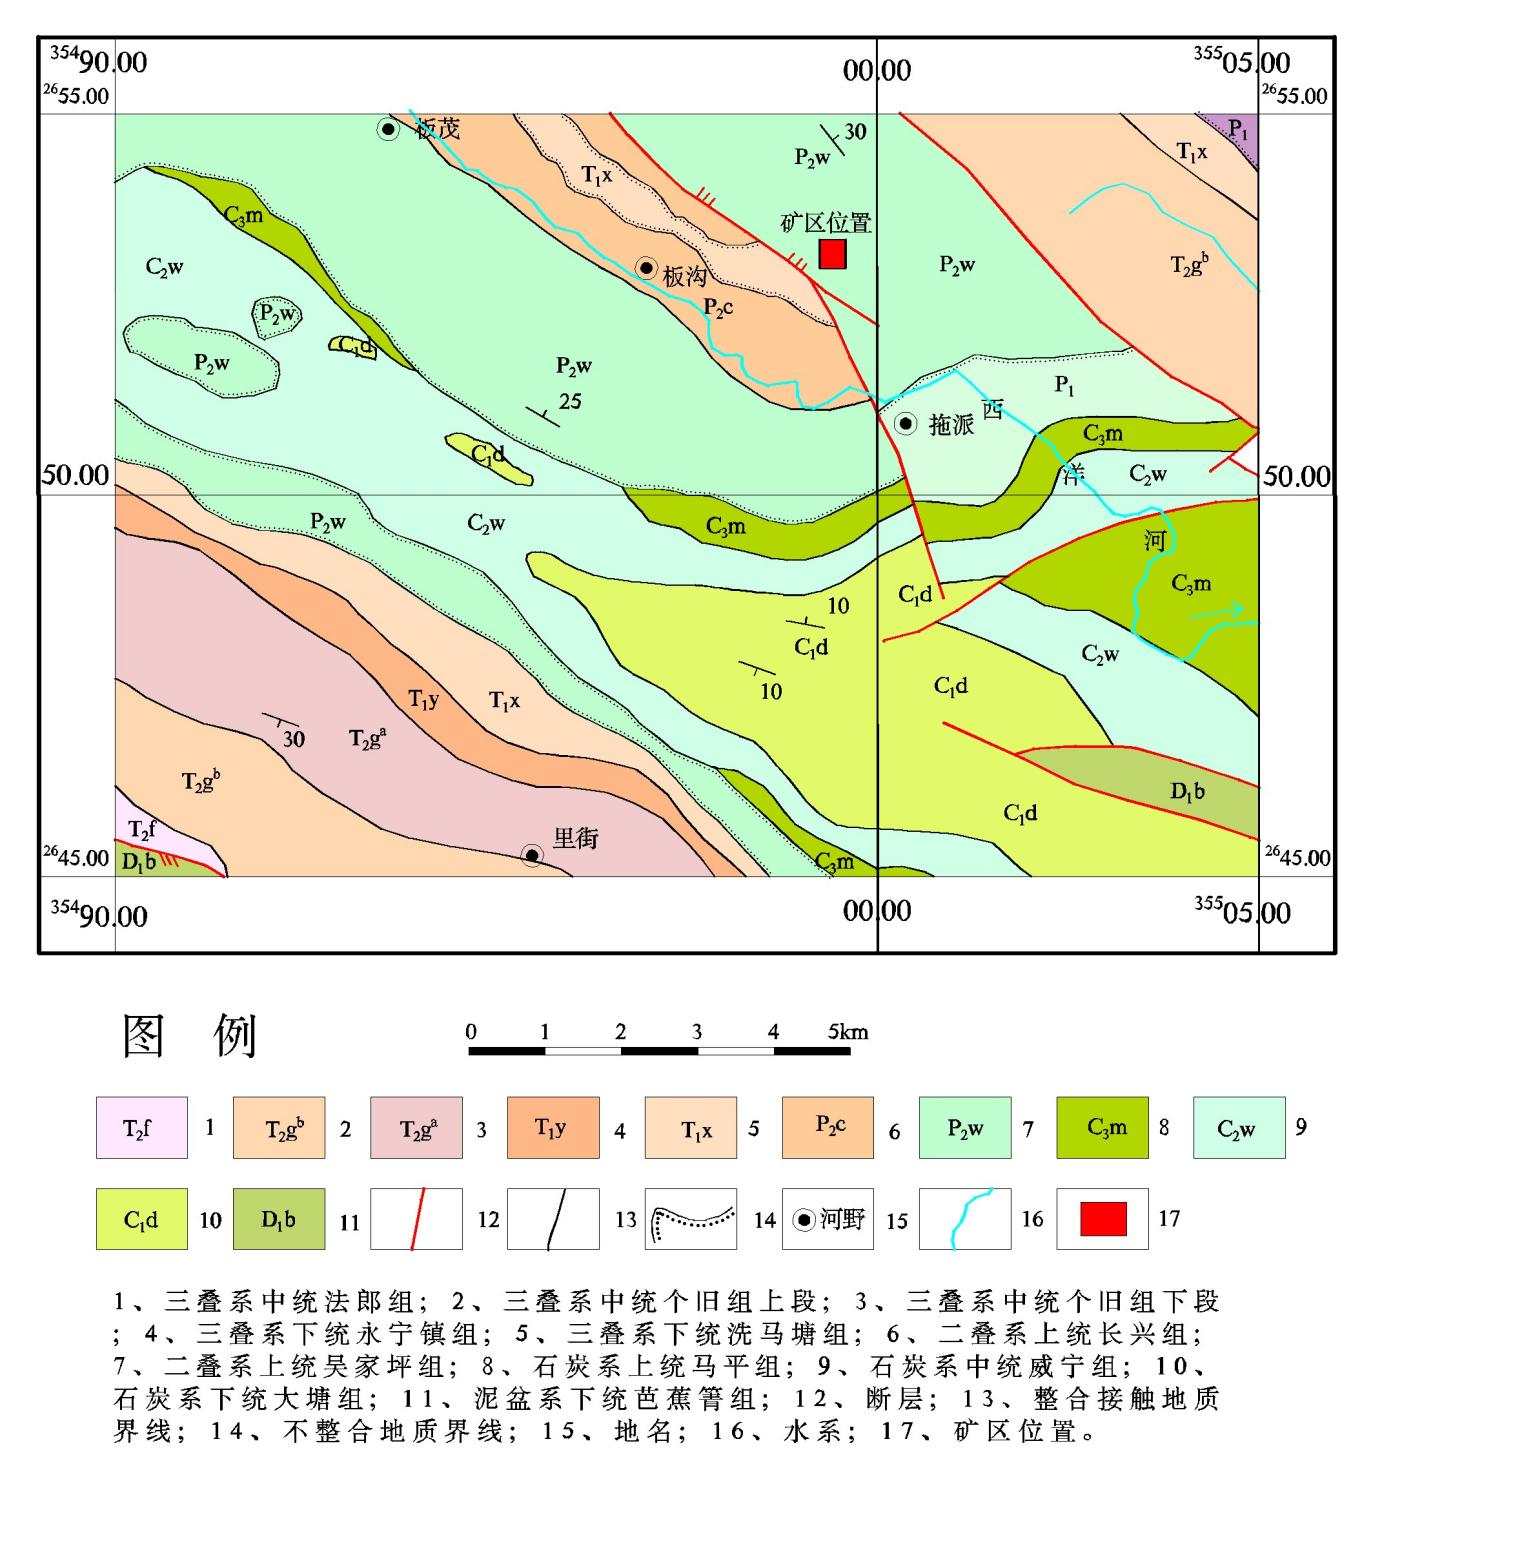 35490.00 00.00 35505.00
2655.00 2655.00
板茂 30 P1
P2w T1x
T1x
C3m 矿区位置
C2w P2w T2gb
板沟
P2w P2c
C1d
P2w P2w P1
25 西
拖派 C3m
C1d
50.00 洋 C2w 50.00
P2w C2w C3m
河
C3m
C1d
10
C1d C2w
10 C1d
T1y T1x
30 T2ga
T2gb D1b
C1d
T2f 里街
2645.00 D1b C3m 2645.00
35490.00 00.00 35505.00
图 例
0 1 2 3 4 5km
T2f 1 T2gb 2 T2ga 3 T1y 4 T1x 5 P2c 6 P2w 7 C3m 8 C2w 9
C1d 10 D1b 11 12 13 14 河野 15 16 17
1、三叠系中统法郎组；2、三叠系中统个旧组上段；3、三叠系中统个旧组下段
；4、三叠系下统永宁镇组；5、三叠系下统洗马塘组；6、二叠系上统长兴组；
7、二叠系上统吴家坪组；8、石炭系上统马平组；9、石炭系中统威宁组；10、
石炭系下统大塘组；11、泥盆系下统芭蕉箐组；12、断层；13、整合接触地质
界线；14、不整合地质界线；15、地名；16、水系；17、矿区位置。